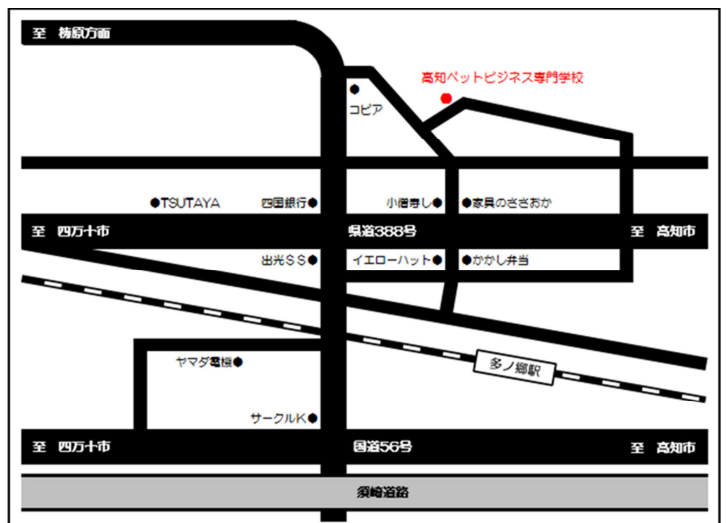 至 梼原方面
高知ペットビジネス専門学校
コピア
●TSUTAYA
四国銀行●
小僧寿し●
●家具のささおか
至 四万十市
県道388号
至 高知市
出光ＳＳ●
イエローハット●
●かかし弁当
ヤマダ電機●
多ノ郷駅
サークルＫ●
至 四万十市
国道56号
至 高知市
須崎道路